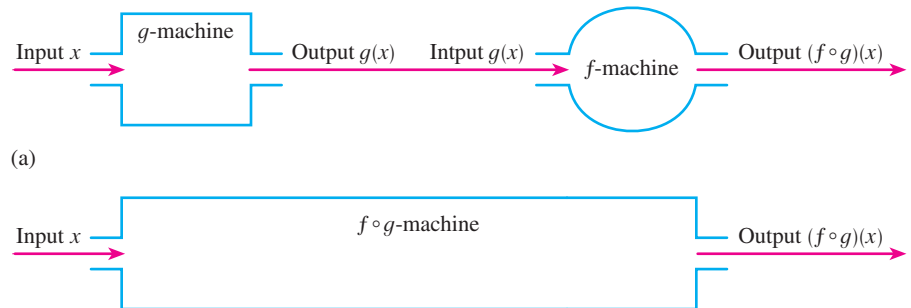 g-machine
Input x Output g(x) Intput g(x) f-machine Output (f∘g)(x)
(a)
f∘g-machine
Input x Output (f∘g)(x)